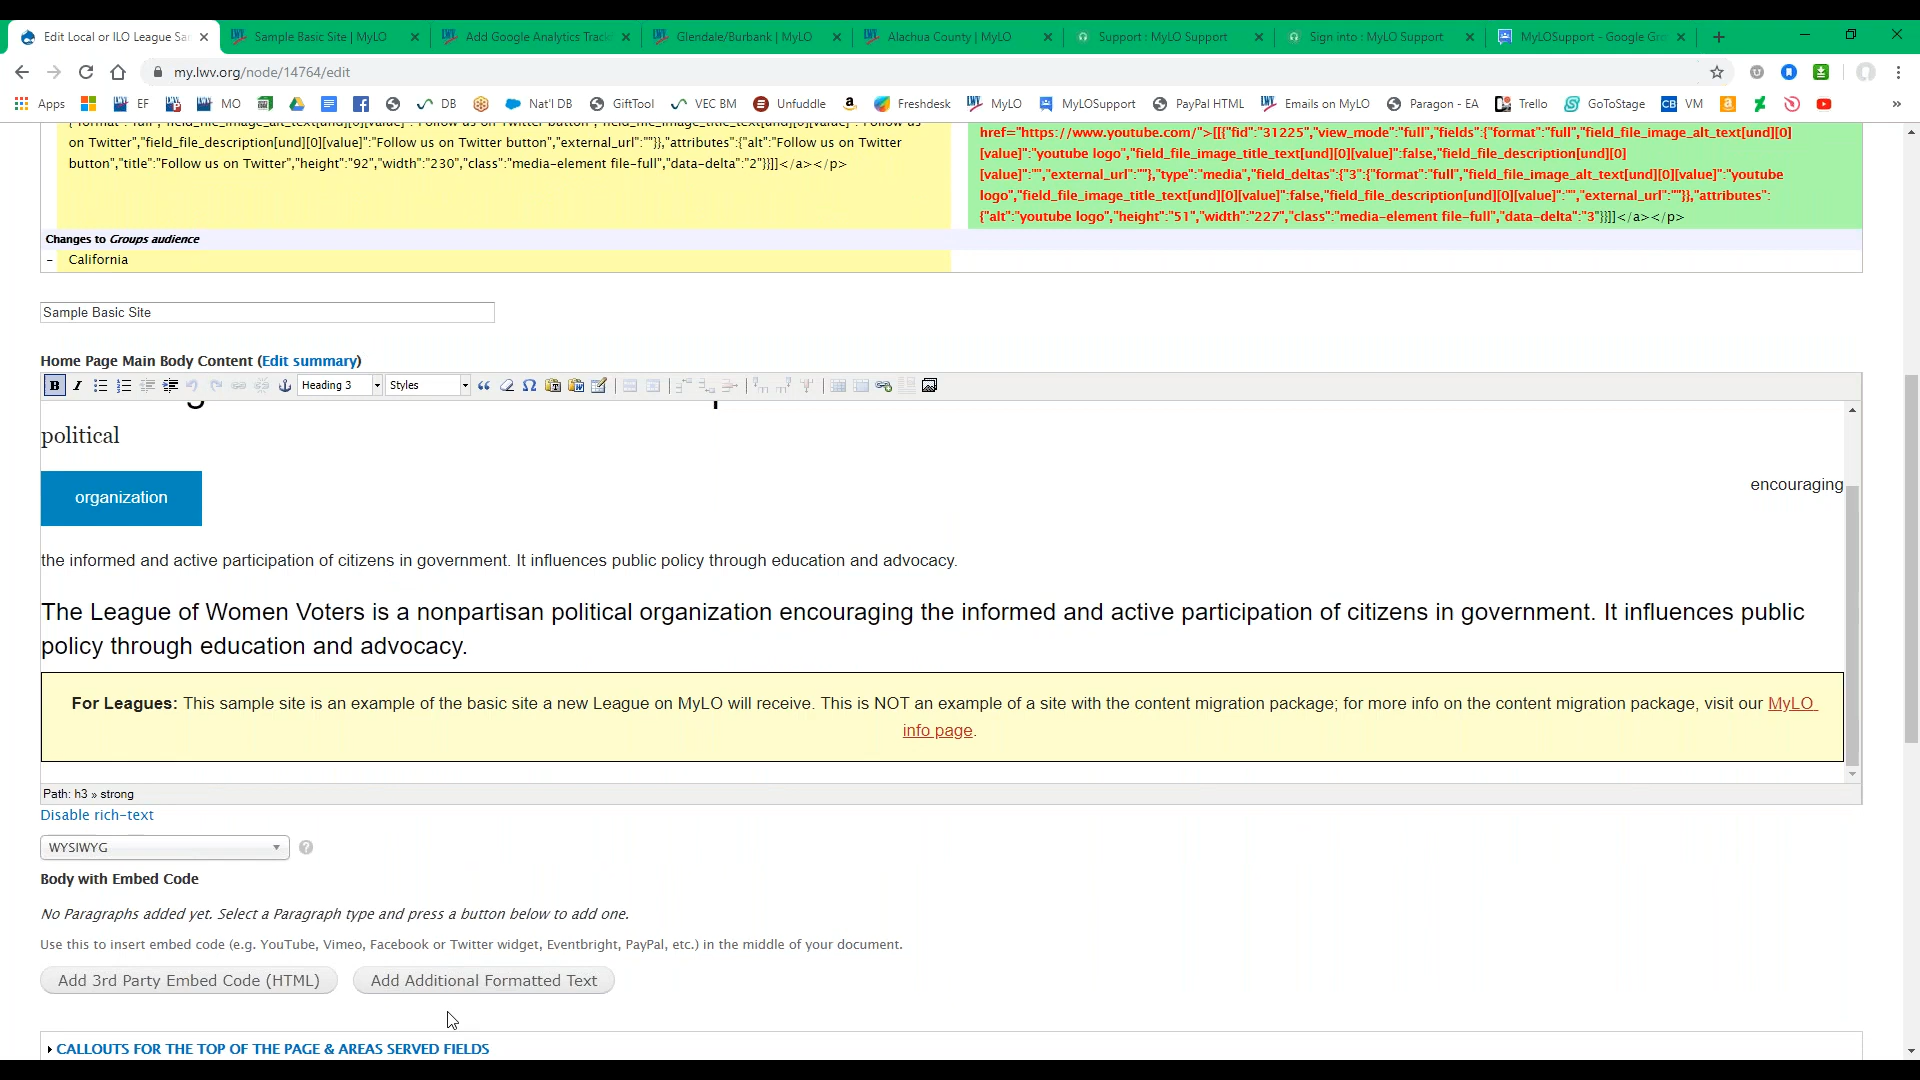 Edit Local or ILO League Sa
Sample Basic Site | MyLO
Add Google Analytics Track
Glendale/Burbank | MyLO
Alachua County | MyLO
Support : MyLO Support
Sign into : MyLO Support
MyLOSupport - Google Gro
my.lwv.org/node/14764/edit
Apps
EF
MO
DB
Nat'l DB
GiftTool
VEC BM
Unfuddle
Freshdesk
MyLO
MyLOSupport
PayPal HTML
Emails on MyLO
Paragon - EA
Trello
GoToStage
CB VM
on Twitter","field_file_description[und][0][value]":"Follow us on Twitter button","external_url":""}},"attributes":{"alt":"Follow us on Twitter
button","title":"Follow us on Twitter","height":"92","width":"230","class":"media-element file-full","data-delta":"2"}}]]</a></p>
href="https://www.youtube.com/">[[{"fid":"31225","view_mode":"full","fields":{"format":"full","field_file_image_alt_text[und][0]
[value]":"youtube logo","field_file_image_title_text[und][0][value]":false,"field_file_description[und][0]
[value]":"","external_url":""},"type":"media","field_deltas":{"3":{"format":"full","field_file_image_alt_text[und][0][value]":"youtube
logo","field_file_image_title_text[und][0][value]":false,"field_file_description[und][0][value]":"","external_url":""}},"attributes":
{"alt":"youtube logo","height":"51","width":"227","class":"media-element file-full","data-delta":"3"}}]]</a></p>
Changes to Groups audience
– California
Sample Basic Site
Home Page Main Body Content (Edit summary)
B I Heading 3 Styles
political
organization
encouraging
the informed and active participation of citizens in government. It influences public policy through education and advocacy.
The League of Women Voters is a nonpartisan political organization encouraging the informed and active participation of citizens in government. It influences public
policy through education and advocacy.
For Leagues: This sample site is an example of the basic site a new League on MyLO will receive. This is NOT an example of a site with the content migration package; for more info on the content migration package, visit our MyLO
info page.
Path: h3 » strong
Disable rich-text
WYSIWYG
Body with Embed Code
No Paragraphs added yet. Select a Paragraph type and press a button below to add one.
Use this to insert embed code (e.g. YouTube, Vimeo, Facebook or Twitter widget, Eventbright, PayPal, etc.) in the middle of your document.
Add 3rd Party Embed Code (HTML)
Add Additional Formatted Text
CALLOUTS FOR THE TOP OF THE PAGE & AREAS SERVED FIELDS